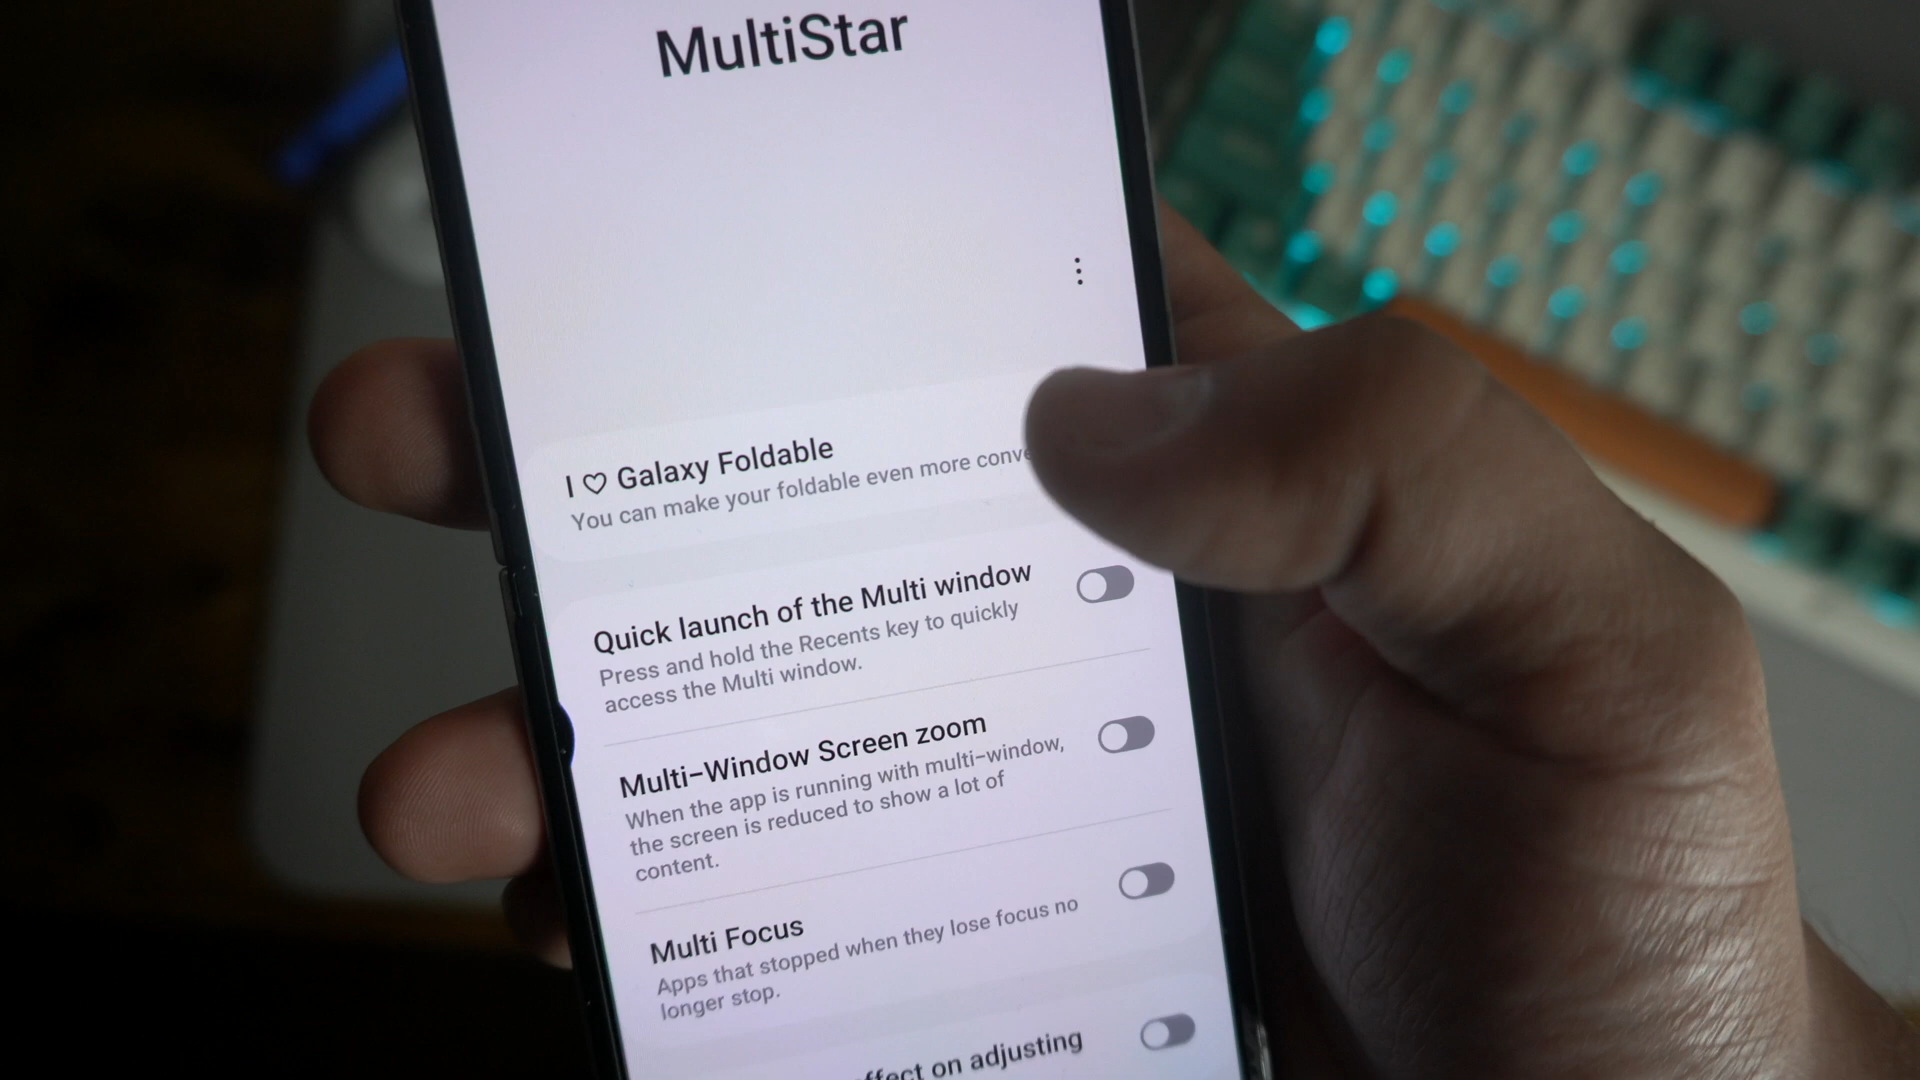 MultiStar
I ♡ Galaxy Foldable
You can make your foldable even more
Quick launch of the Multi window
Press and hold the Recents key to quickly
access the Multi window.
Multi-Window Screen zoom
When the app is running with multi-window,
the screen is reduced to show a lot of
content.
Multi Focus
Apps that stopped when they lose focus no
longer stop.
on adjusting